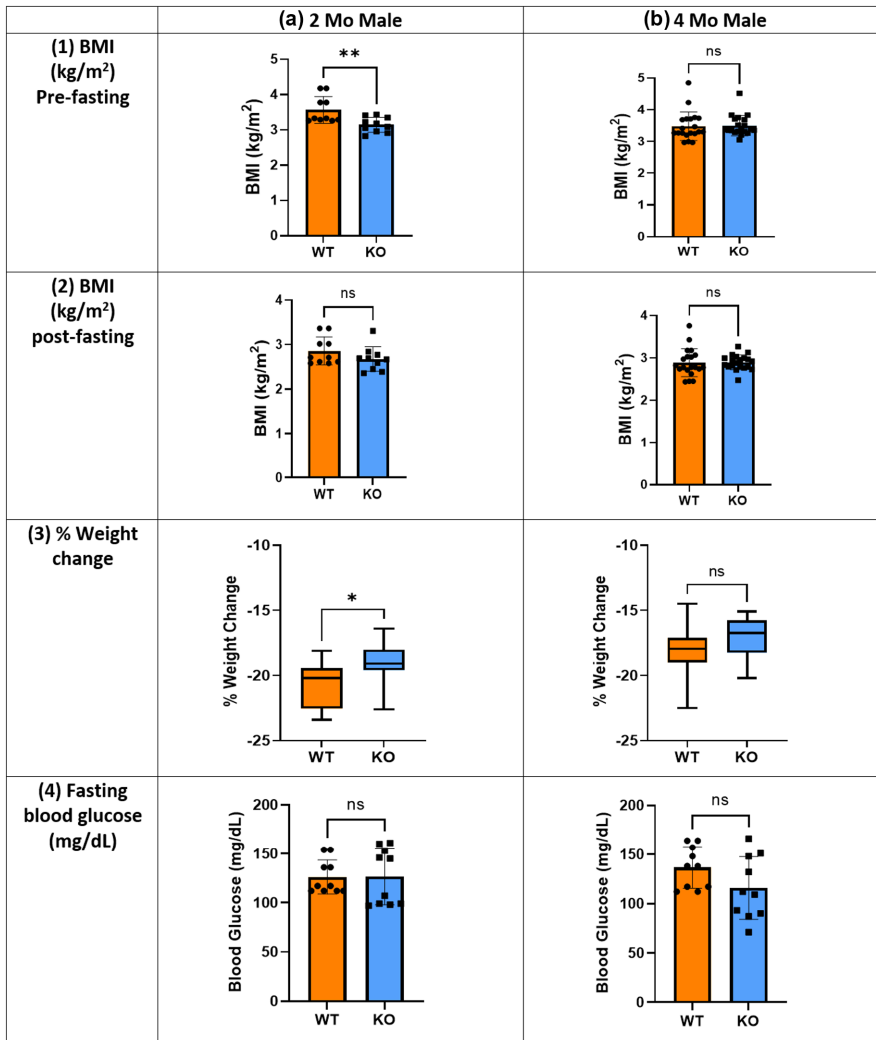 (a) 2 Mo Male
(b) 4 Mo Male
(1) BMI
(kg/m²)
Pre-fasting
BMI (kg/m²)
5
4
3
2
1
0
**
WT KO
BMI (kg/m²)
5
4
3
2
1
0
ns
WT KO
(2) BMI
(kg/m²)
post-fasting
BMI (kg/m²)
4
3
2
1
0
ns
WT KO
BMI (kg/m²)
4
3
2
1
0
ns
WT KO
(3) % Weight
change
% Weight Change
-10
-15
-20
-25
*
WT KO
% Weight Change
-10
-15
-20
-25
ns
WT KO
(4) Fasting
blood glucose
(mg/dL)
Blood Glucose (mg/dL)
200
150
100
50
0
ns
WT KO
Blood Glucose (mg/dL)
200
150
100
50
0
ns
WT KO